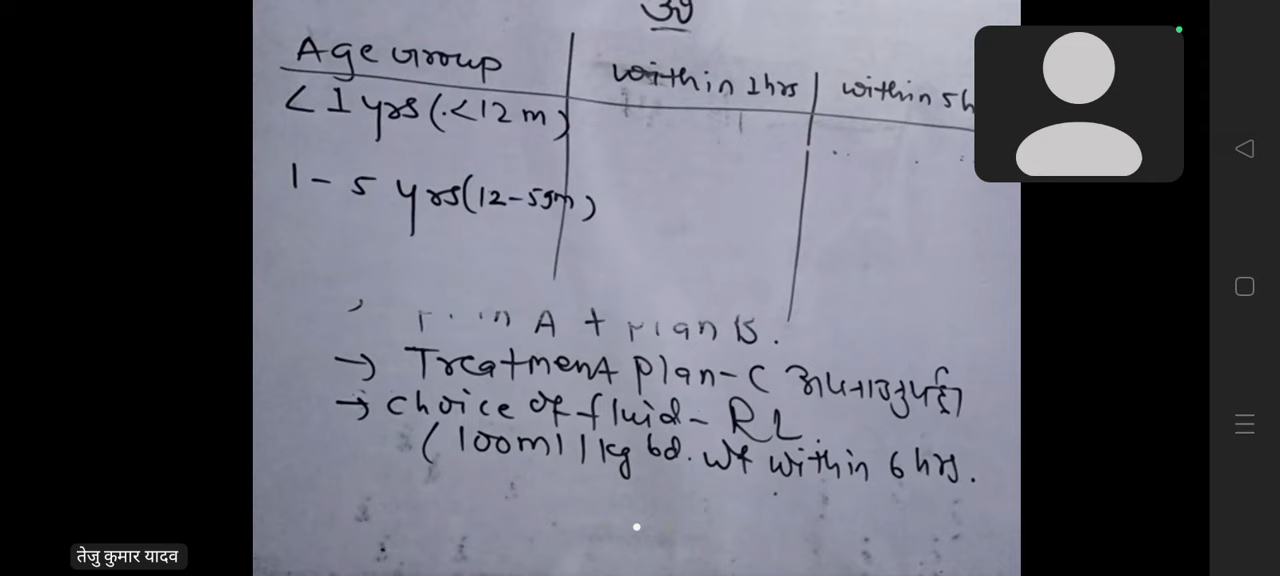 उप
Age Group within 1hrs within 5h
< 1 yrs (<12 m)
1 - 5 yrs (12-59m)
A + Plan B.
→ Treatment Plan-C अपनाउनुपर्छ।
→ choice of fluid - RL
(100ml / kg bd. wt within 6 hrs.
तेजु कुमार यादव